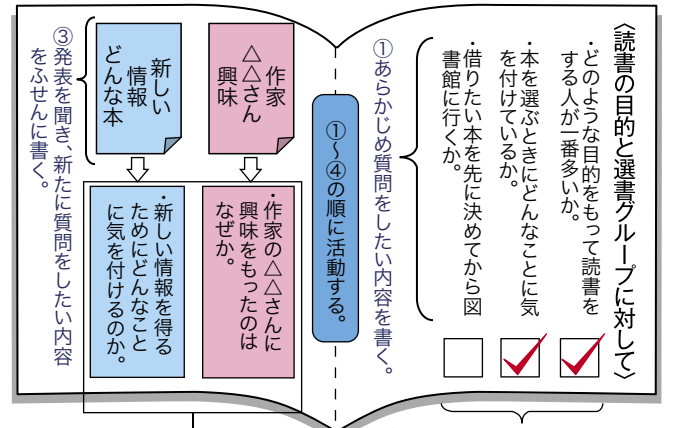 〈読書の目的と選書グループに対して〉
・どのような目的をもって読書を
する人が一番多いか。
・本を選ぶときにどんなことに気
を付けているか。
・借りたい本を先に決めてから図
書館に行くか。
①あらかじめ質問をしたい内容を書く。
①～④の順に活動する。
作家
△△さん
興味
新しい
情報
どんな本
③発表を聞き、新たに質問をしたい内容
をふせんに書く。
・作家の△△さんに
興味をもったのは
なぜか。
・新しい情報を得る
ためにどんなこと
に気を付けるのか。